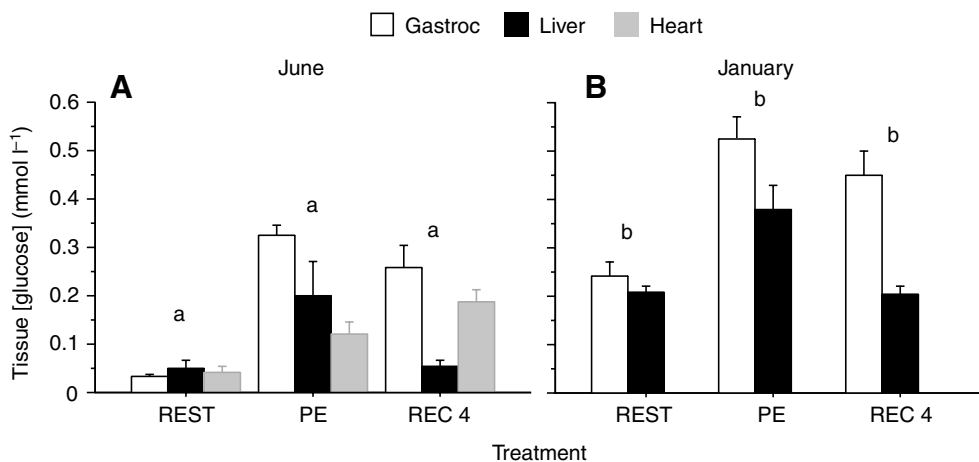 Gastroc Liver Heart
June January
A B
0.6
0.5
0.4
0.3
0.2
0.1
0
Tissue [glucose] (mmol l⁻¹)
a a a
b b b
REST PE REC 4 REST PE REC 4
Treatment